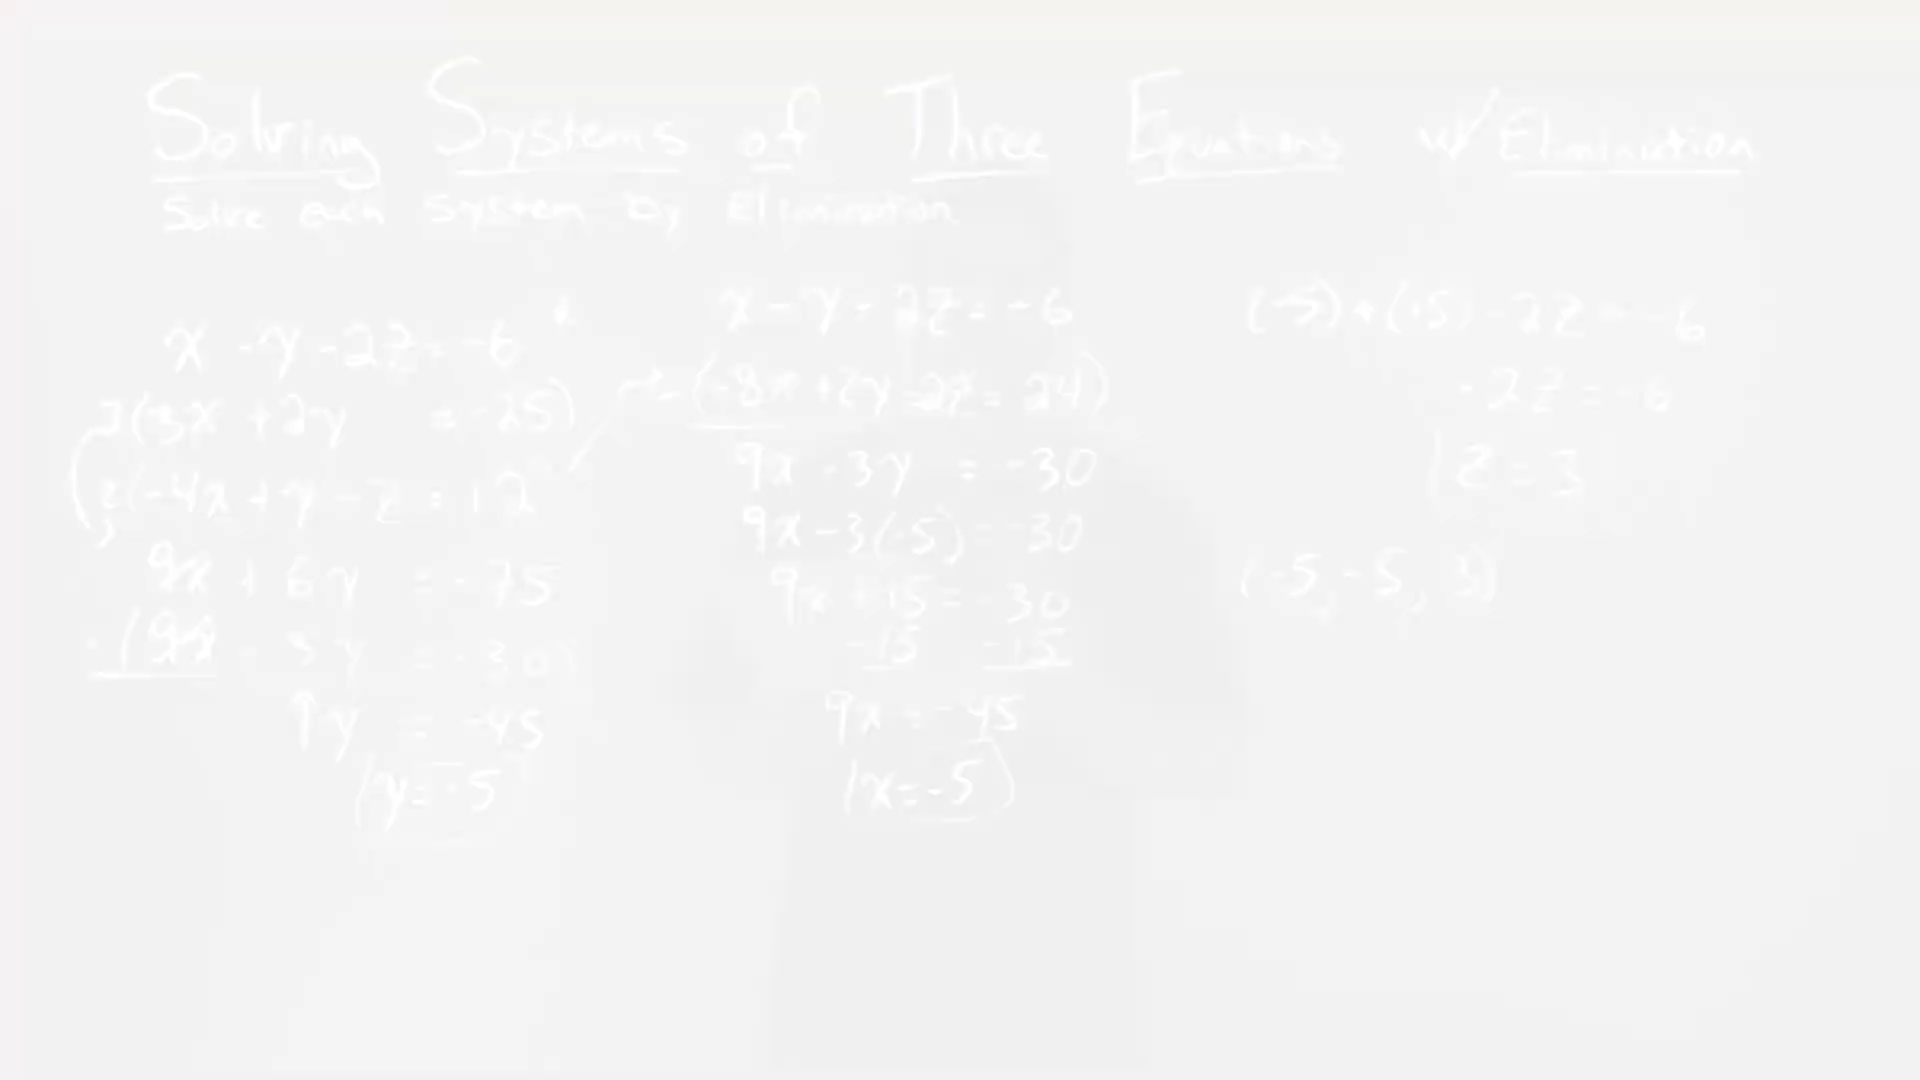 Solving Systems of Three Equations w/ Elimination
Solve each System by Elimination
x - y - 2z = -6
3(3x + 2y = -25)
2(-4x + y - z = 12
9x + 6y = -75
-(9x - 3y = -30)
9y = -45
y = -5
x - y - 2z = -6
-(-8x + 2y - 2z = 24)
9x - 3y = -30
9x - 3(-5) = -30
9x + 15 = -30
-15 -15
9x = -45
x = -5
(-5) + (-5) - 2z = -6
-2z = -6
z = 3
(-5, -5, 3)